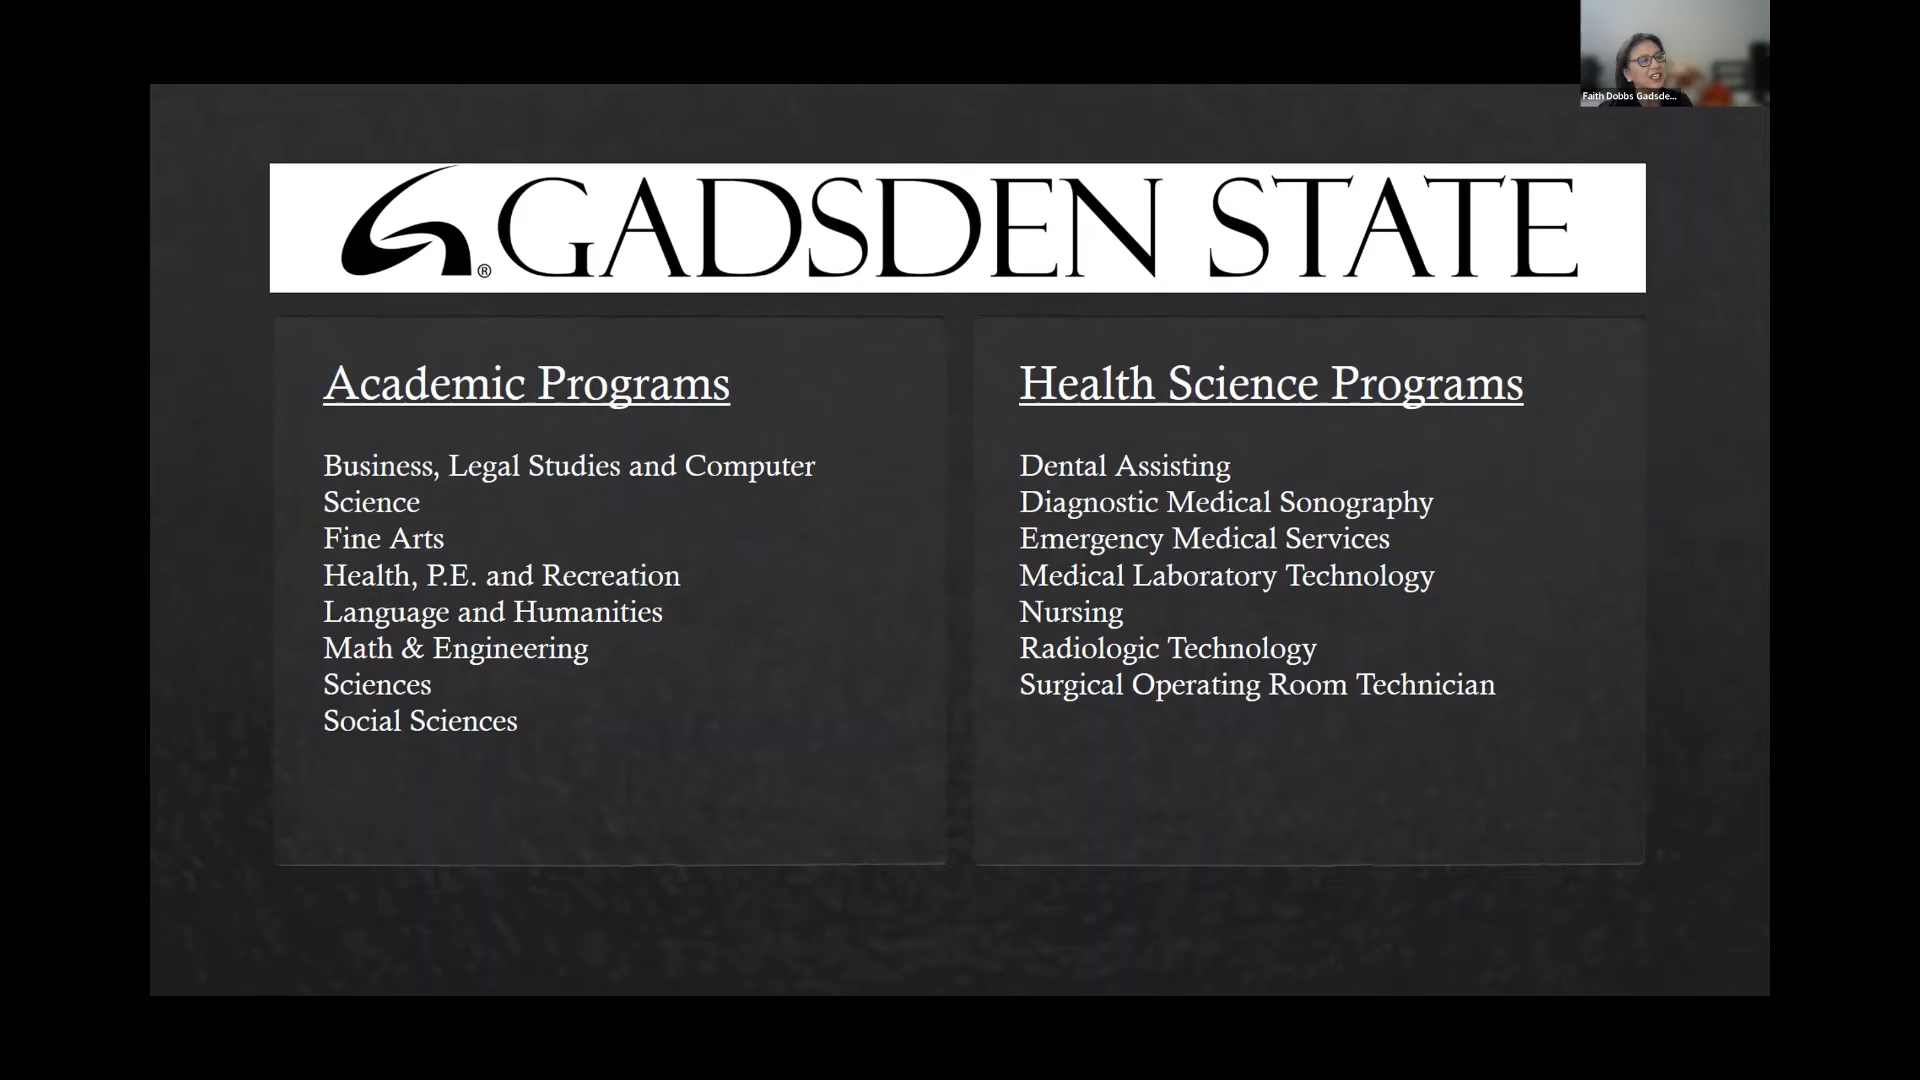 Faith Dobbs Gadsde...
® GADSDEN STATE
Academic Programs
Business, Legal Studies and Computer
Science
Fine Arts
Health, P.E. and Recreation
Language and Humanities
Math & Engineering
Sciences
Social Sciences
Health Science Programs
Dental Assisting
Diagnostic Medical Sonography
Emergency Medical Services
Medical Laboratory Technology
Nursing
Radiologic Technology
Surgical Operating Room Technician